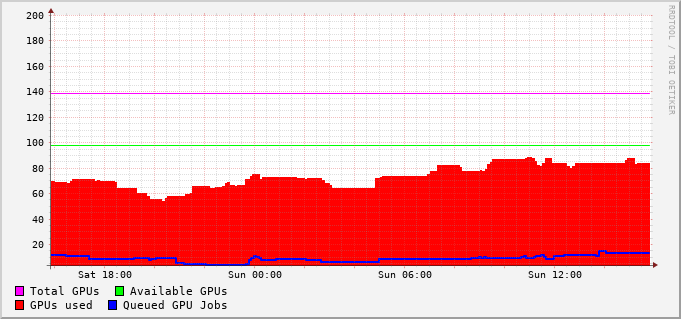 200
180
160
140
120
100
80
60
40
20
Sat 18:00 Sun 00:00 Sun 06:00 Sun 12:00
Total GPUs Available GPUs
GPUs used Queued GPU Jobs
RRDTOOL / TOBI OETIKER